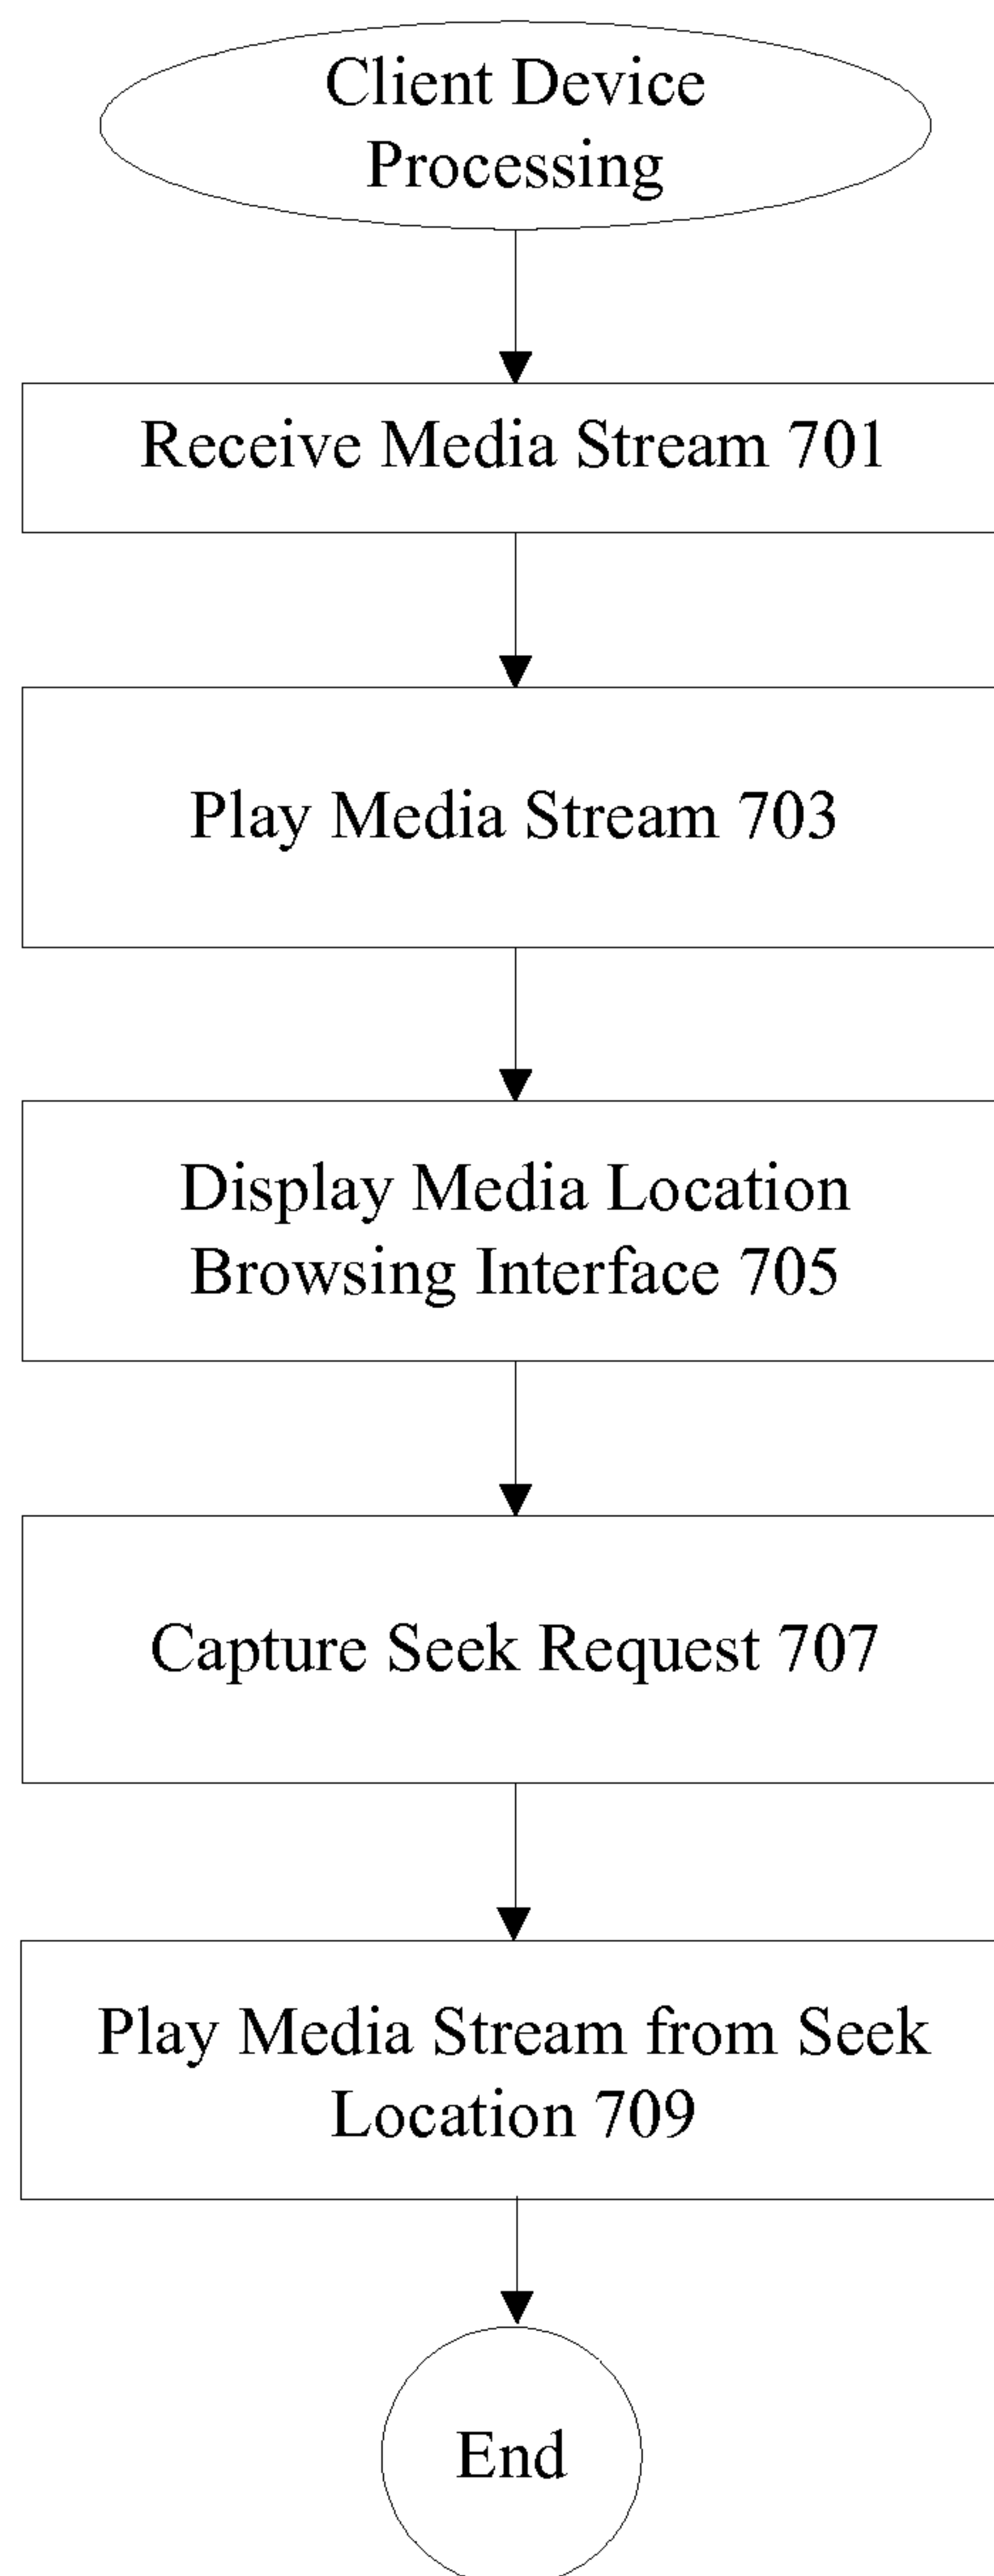 Client Device
Processing
Receive Media Stream 701
Play Media Stream 703
Display Media Location
Browsing Interface 705
Capture Seek Request 707
Play Media Stream from Seek
Location 709
End